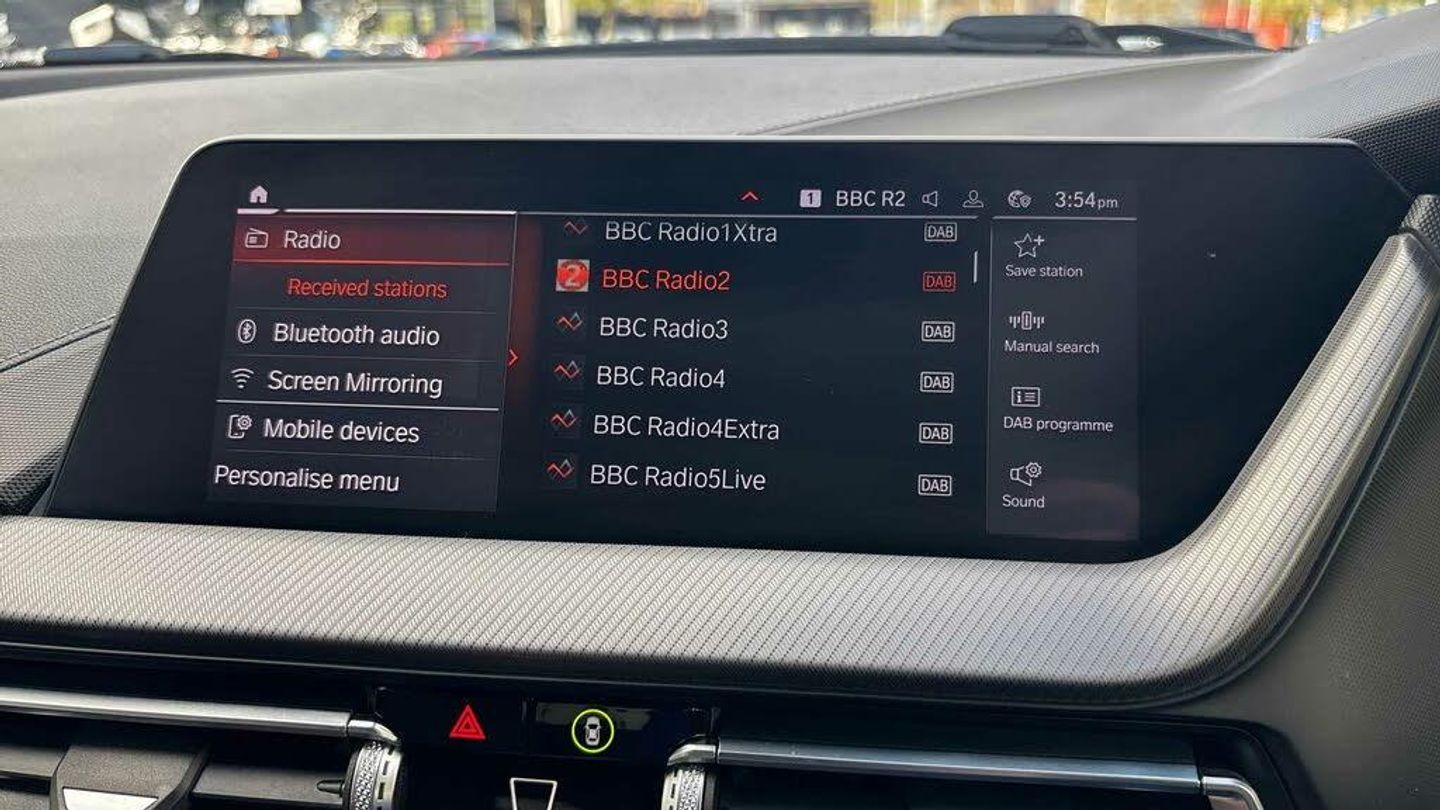 1 BBC R2 3:54pm
Radio
Received stations
Bluetooth audio
Screen Mirroring
Mobile devices
Personalise menu
BBC Radio1Xtra DAB
2 BBC Radio2 DAB
BBC Radio3 DAB
BBC Radio4 DAB
BBC Radio4Extra DAB
BBC Radio5Live DAB
Save station
Manual search
DAB programme
Sound